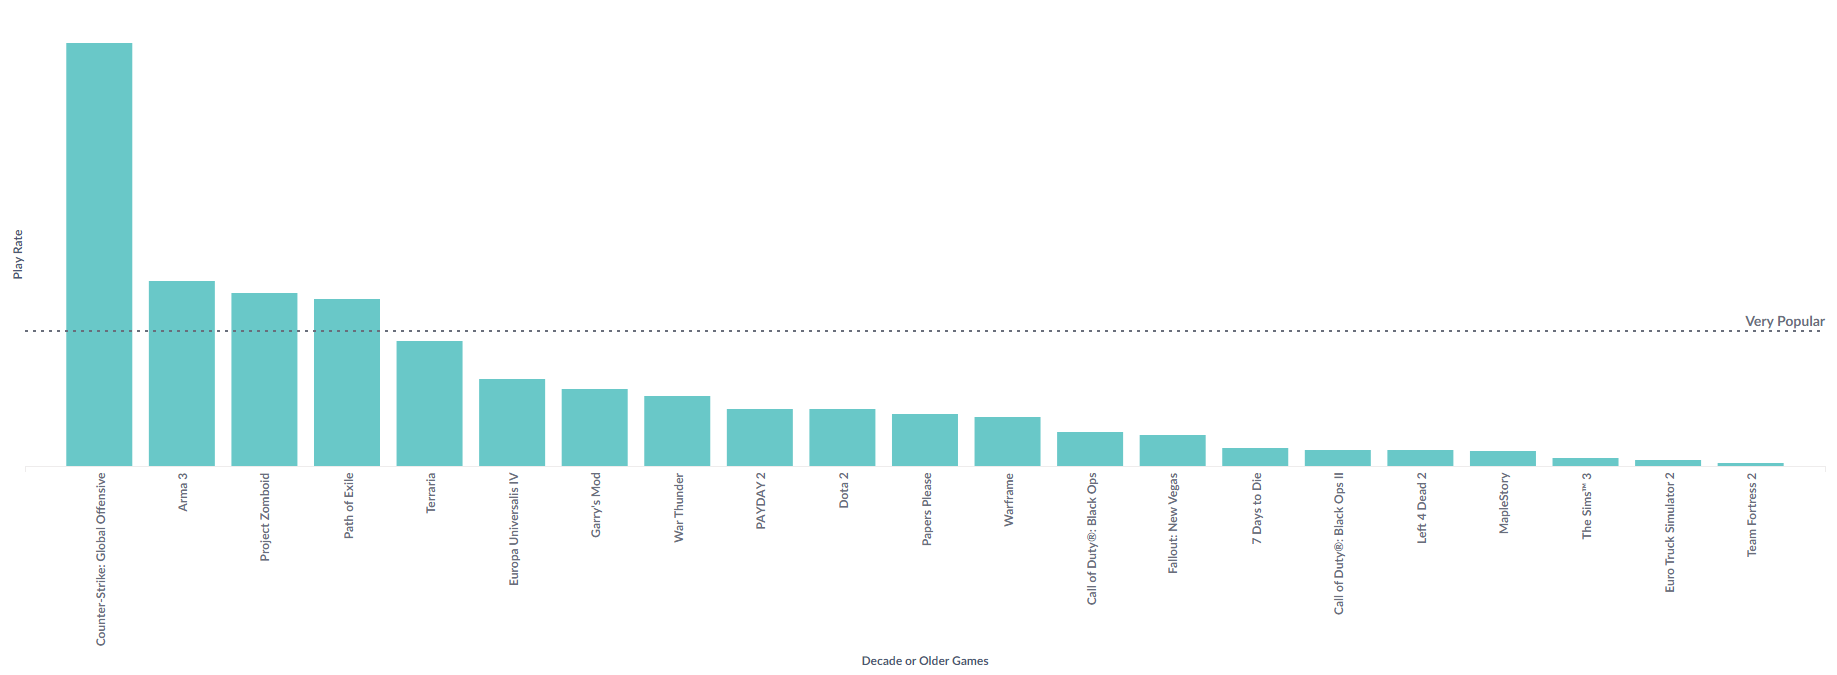 Play Rate
Very Popular
Counter-Strike: Global Offensive
Arma 3
Project Zomboid
Path of Exile
Terraria
Europa Universalis IV
Garry's Mod
War Thunder
PAYDAY 2
Dota 2
Papers Please
Warframe
Call of Duty®: Black Ops
Fallout: New Vegas
7 Days to Die
Call of Duty®: Black Ops II
Left 4 Dead 2
MapleStory
The Sims™ 3
Euro Truck Simulator 2
Team Fortress 2
Decade or Older Games